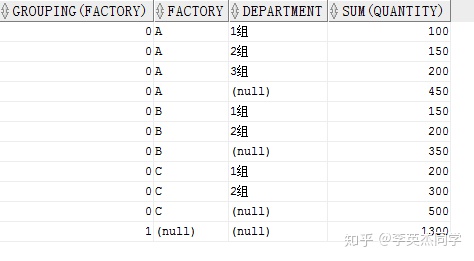 GROUPING(FACTORY) FACTORY DEPARTMENT SUM(QUANTITY)
0 A 1组 100
0 A 2组 150
0 A 3组 200
0 A (null) 450
0 B 1组 150
0 B 2组 200
0 B (null) 350
0 C 1组 200
0 C 2组 300
0 C (null) 500
1 (null) (null) 1300
知乎 @李英杰同学